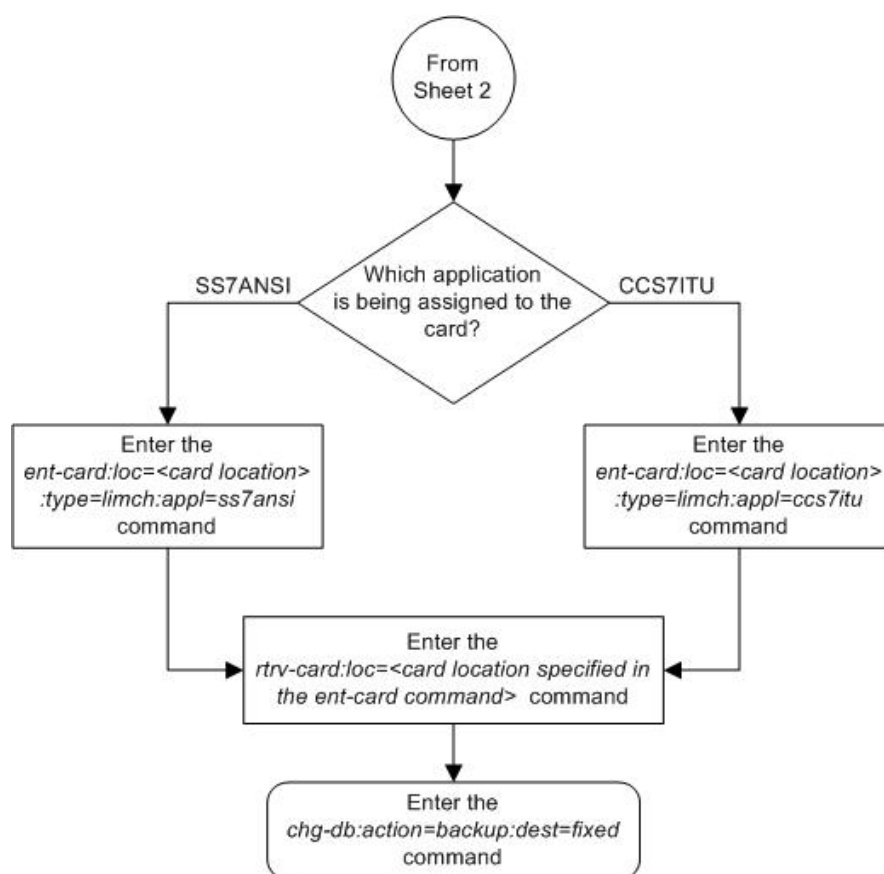 From
Sheet 2
Which application
is being assigned to the
card?
SS7ANSI
CCS7ITU
Enter the
ent-card:loc=<card location>
:type=limch:appl=ss7ansi
command
Enter the
ent-card:loc=<card location>
:type=limch:appl=ccs7itu
command
Enter the
rtrv-card:loc=<card location specified in
the ent-card command> command
Enter the
chg-db:action=backup:dest=fixed
command